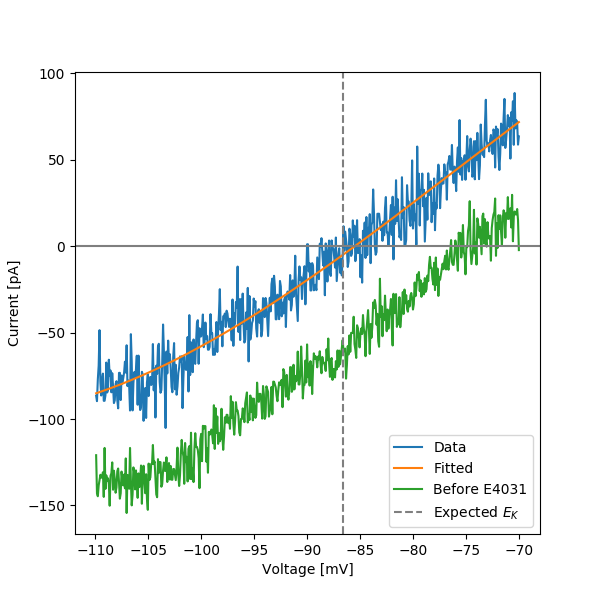 100
50
0
−50
−100
−150
Current [pA]
−110
−105
−100
−95
−90
−85
−80
−75
−70
Voltage [mV]
Data
Fitted
Before E4031
Expected E_K